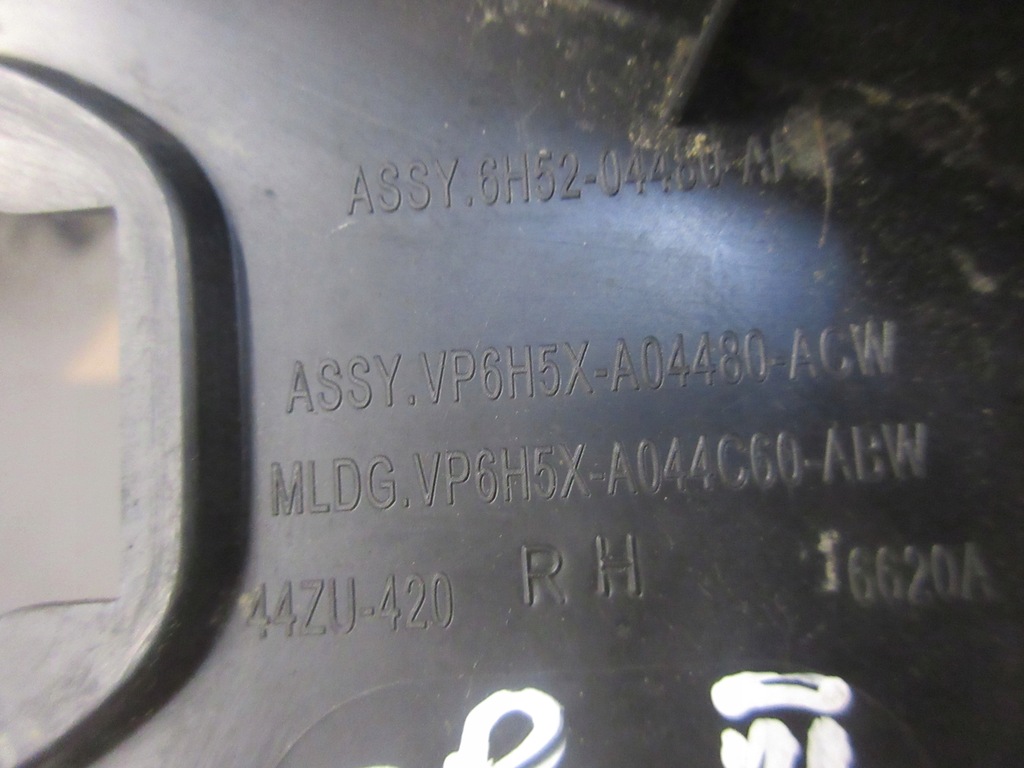 ASSY.6H52-04480-A
ASSY.VP6H5X-A04480-ACW
MLDG.VP6H5X-A044C60-ABW
44ZU-420 RH 16620A